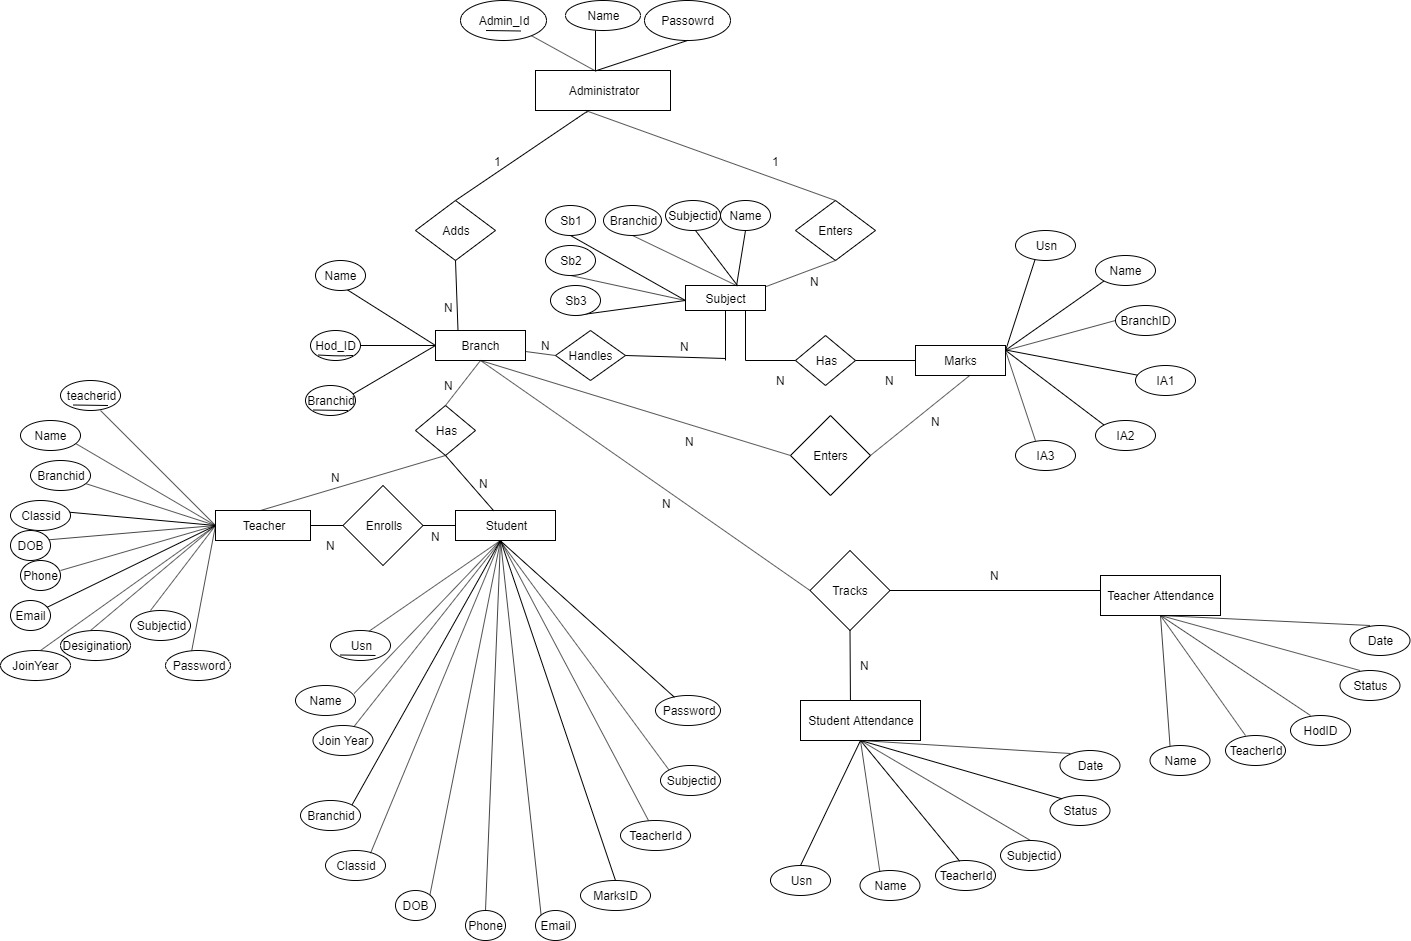 Admin_Id
Name
Passowrd
Administrator
1
1
Adds
Enters
Sb1
Branchid
Subjectid
Name
Sb2
Sb3
Subject
N
Usn
Name
BranchID
IA1
IA2
IA3
Name
Hod_ID
Branchid
N
Branch
N
Handles
N
Has
N
N
Marks
N
Has
N
Enters
N
teacherid
Name
Branchid
Classid
DOB
Phone
Email
JoinYear
Desigination
Subjectid
Password
N
N
Teacher
N
Enrolls
N
Student
N
Tracks
N
Teacher Attendance
N
Date
Status
HodID
TeacherId
Name
Student Attendance
Date
Status
Subjectid
TeacherId
Name
Usn
Usn
Name
Join Year
Branchid
Classid
DOB
Phone
Email
MarksID
TeacherId
Subjectid
Password